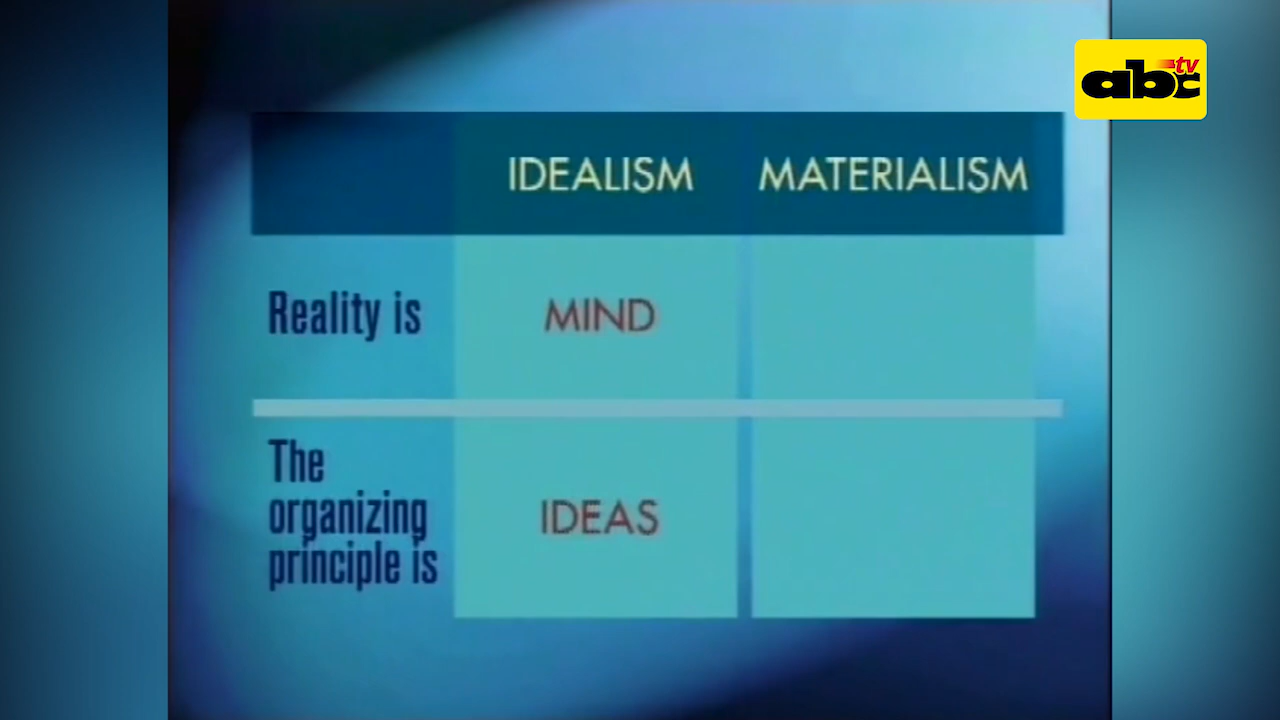 abc tv
IDEALISM MATERIALISM
Reality is MIND
The
organizing IDEAS
principle is